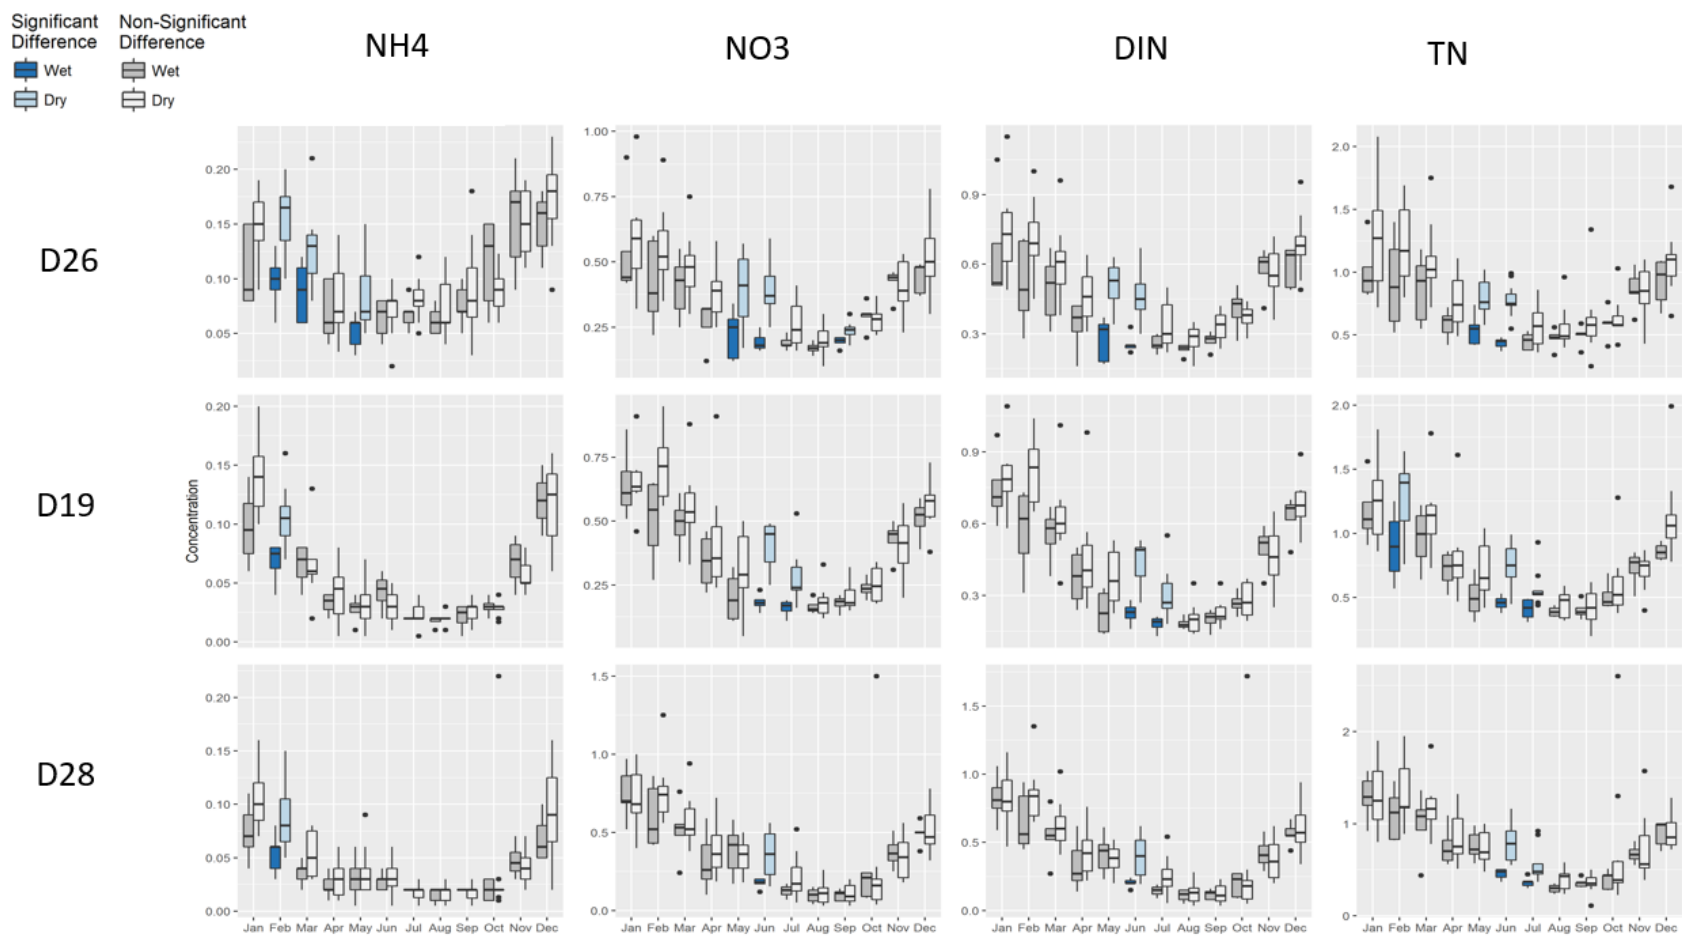 Significant Difference
Non-Significant Difference
Wet
Wet
Dry
Dry
NH4
NO3
DIN
TN
D26
0.20
0.15
0.10
0.05
1.00
0.75
0.50
0.25
0.9
0.6
0.3
2.0
1.5
1.0
0.5
D19
Concentration
0.20
0.15
0.10
0.05
0.00
0.75
0.50
0.25
0.9
0.6
0.3
2.0
1.5
1.0
0.5
D28
0.20
0.15
0.10
0.05
0.00
1.5
1.0
0.5
0.0
1.5
1.0
0.5
0.0
2
1
0
Jan Feb Mar Apr May Jun Jul Aug Sep Oct Nov Dec
Jan Feb Mar Apr May Jun Jul Aug Sep Oct Nov Dec
Jan Feb Mar Apr May Jun Jul Aug Sep Oct Nov Dec
Jan Feb Mar Apr May Jun Jul Aug Sep Oct Nov Dec